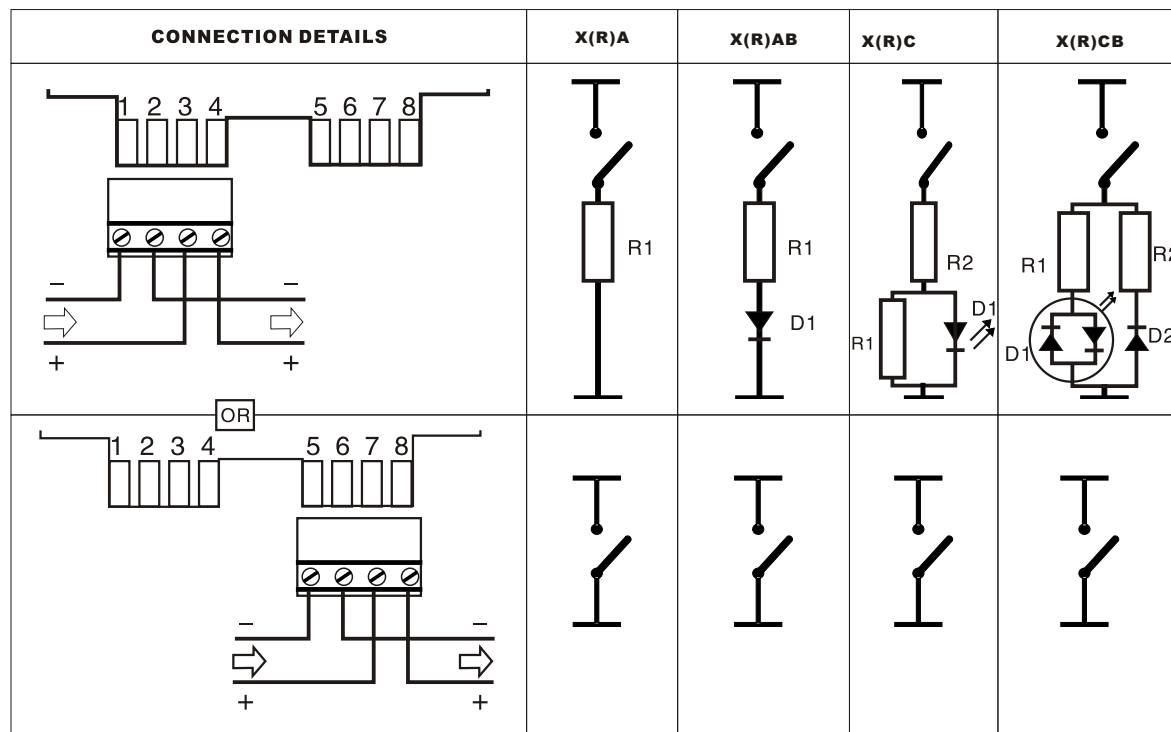 CONNECTION DETAILS
X(R)A
X(R)AB
X(R)C
X(R)CB
1 2 3 4 5 6 7 8
− −
+ +
R1
R1
D1
R2
R1
D1
R1
R2
D1
D2
OR
1 2 3 4 5 6 7 8
− −
+ +